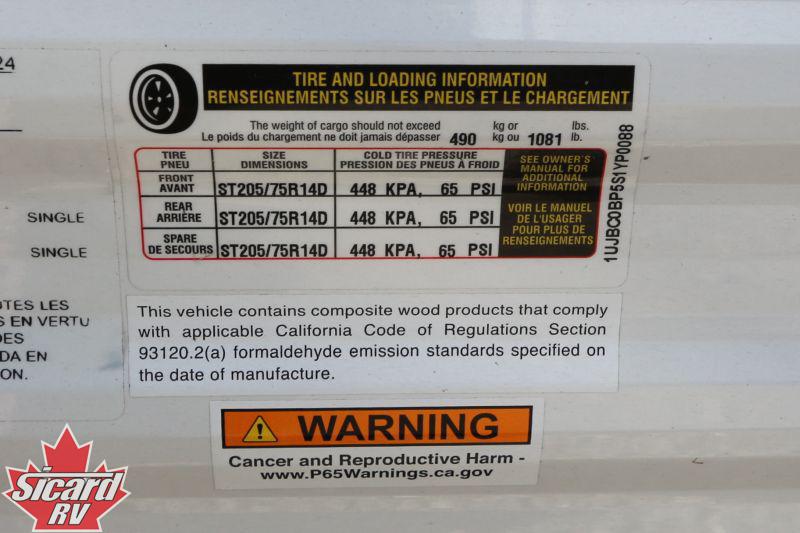 24
SINGLE
SINGLE
UTES LES
S EN VERTU
DES
DA EN
ON.
TIRE AND LOADING INFORMATION
RENSEIGNEMENTS SUR LES PNEUS ET LE CHARGEMENT
The weight of cargo should not exceed kg or lbs.
Le poids du chargement ne doit jamais dépasser 490 kg ou 1081 lb.
TIRE SIZE COLD TIRE PRESSURE
PNEU DIMENSIONS PRESSION DES PNEUS À FROID
FRONT
AVANT ST205/75R14D 448 KPA, 65 PSI
REAR
ARRIÈRE ST205/75R14D 448 KPA, 65 PSI
SPARE
DE SECOURS ST205/75R14D 448 KPA, 65 PSI
SEE OWNER'S
MANUAL FOR
ADDITIONAL
INFORMATION
VOIR LE MANUEL
DE L'USAGER
POUR PLUS DE
RENSEIGNEMENTS
1UJBC0BP5S1YP0088
This vehicle contains composite wood products that comply
with applicable California Code of Regulations Section
93120.2(a) formaldehyde emission standards specified on
the date of manufacture.
WARNING
Cancer and Reproductive Harm -
www.P65Warnings.ca.gov
Sicard
RV